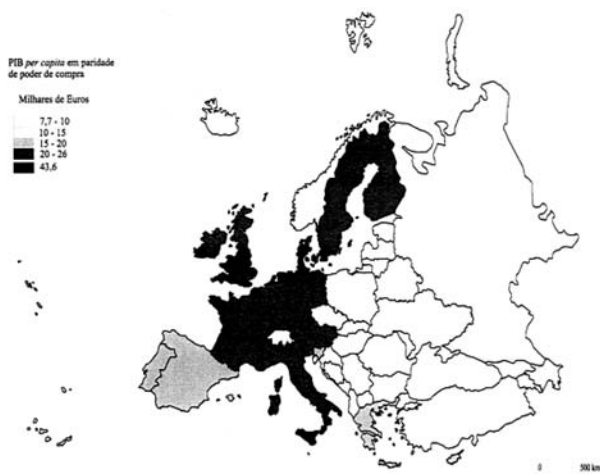 PIB per capita em paridade
de poder de compra
Milhares de Euros
7,7 - 10
10 - 15
15 - 20
20 - 26
43,6
0 500 km